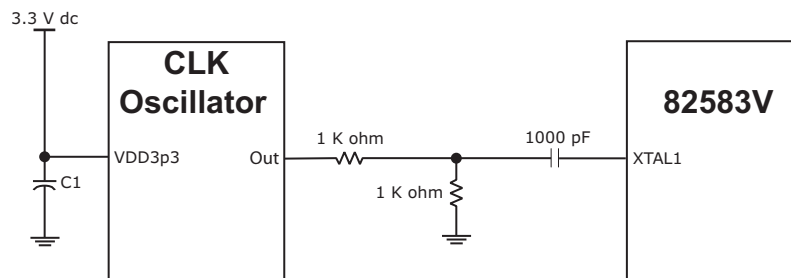 3.3 V dc
CLK
Oscillator
82583V
1 K ohm
1000 pF
VDD3p3
Out
XTAL1
C1
1 K ohm